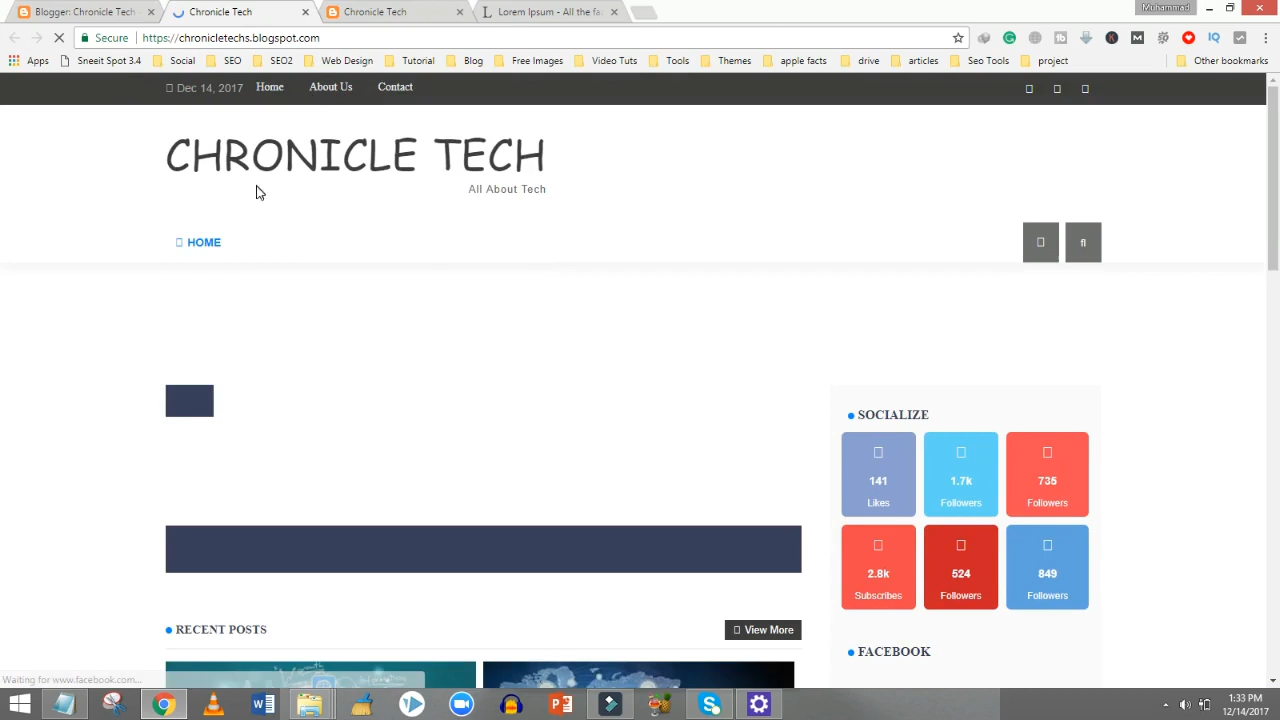 Blogger: Chronicle Tech
Chronicle Tech
Chronicle Tech
Lorem Ipsum - All the fa
Muhammad
Secure
https://chronicletechs.blogspot.com
Apps
Sneeit Spot 3.4
Social
SEO
SEO2
Web Design
Tutorial
Blog
Free Images
Video Tuts
Tools
Themes
apple facts
drive
articles
Seo Tools
project
Other bookmarks
Dec 14, 2017
Home
About Us
Contact
CHRONICLE TECH
All About Tech
HOME
SOCIALIZE
141
Likes
1.7k
Followers
735
Followers
2.8k
Subscribes
524
Followers
849
Followers
RECENT POSTS
View More
FACEBOOK
Waiting for www.facebook.com...
1:33 PM
12/14/2017